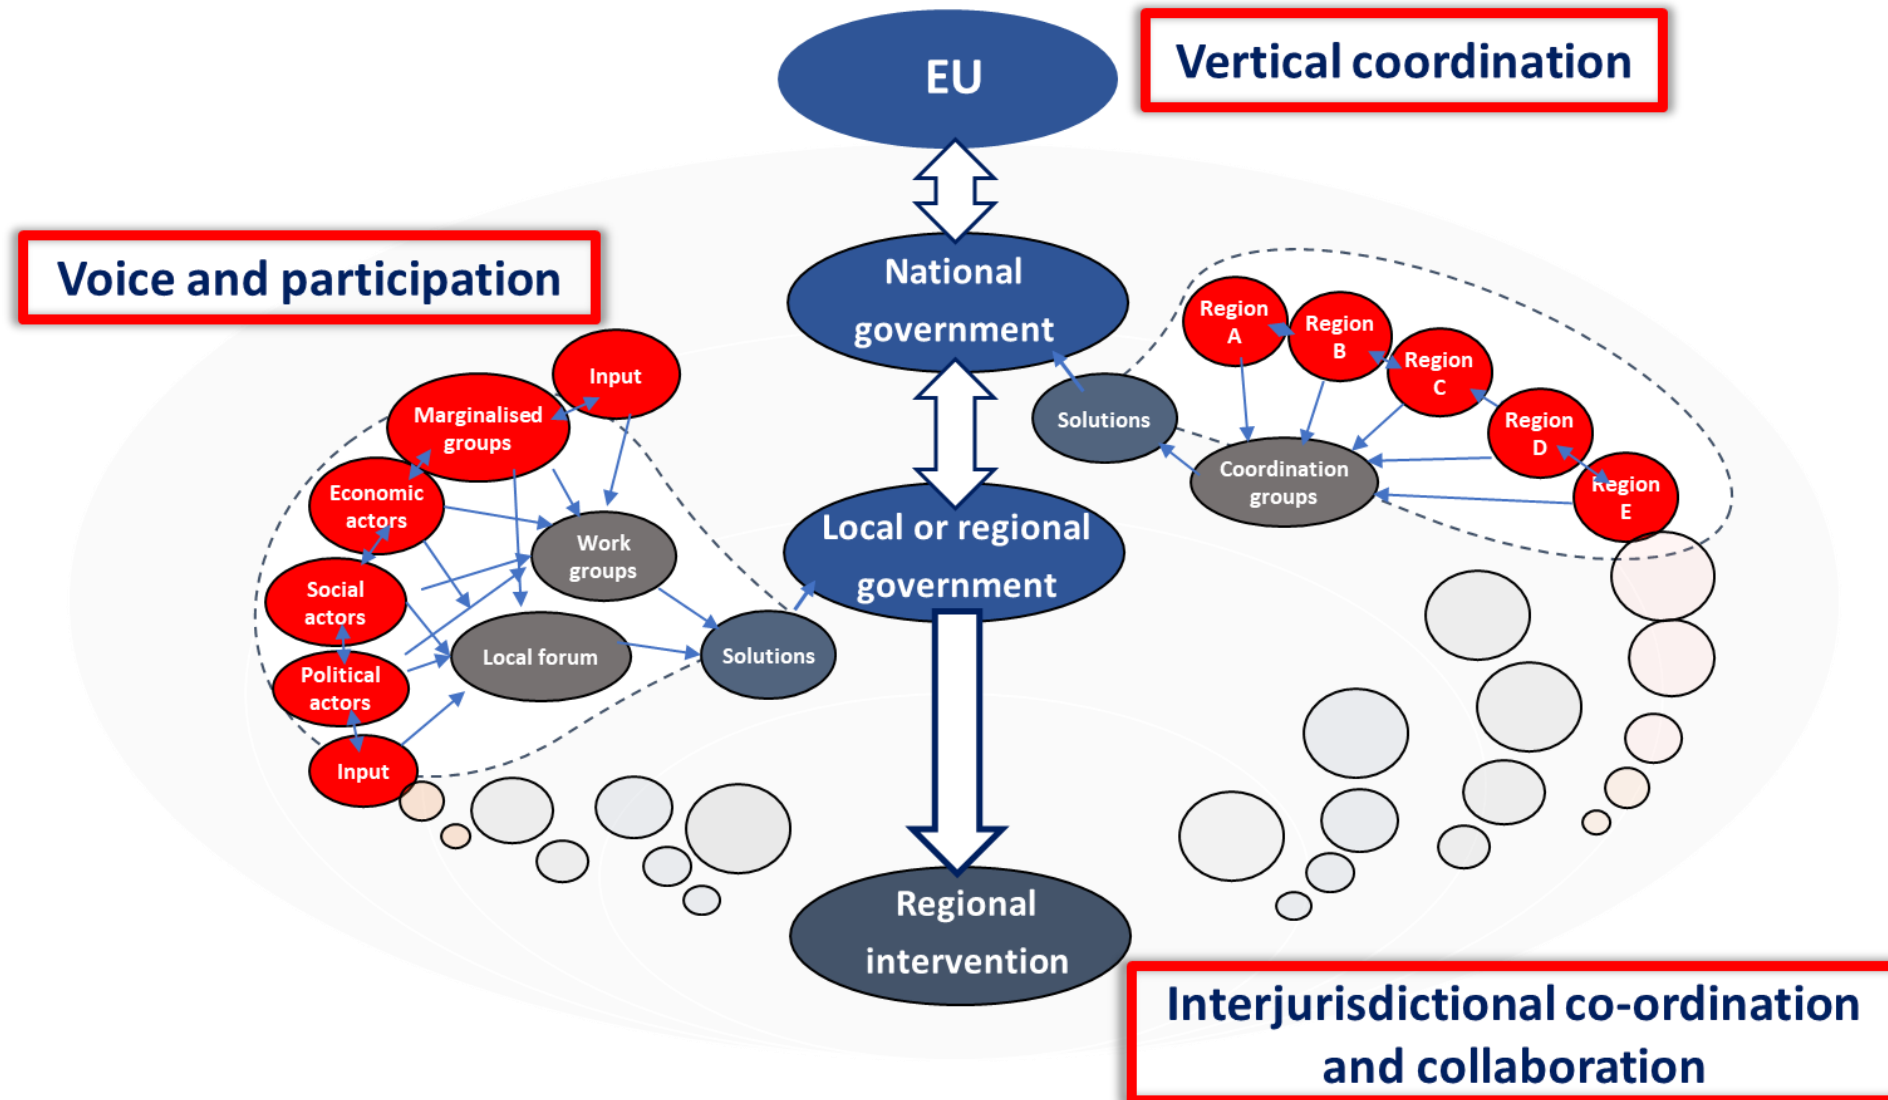 EU
Vertical coordination
Voice and participation
National
government
Input
Marginalised
groups
Economic
actors
Social
actors
Political
actors
Input
Work
groups
Local forum
Solutions
Local or regional
government
Solutions
Region
A
Region
B
Region
C
Region
D
Region
E
Coordination
groups
Regional
intervention
Interjurisdictional co-ordination
and collaboration